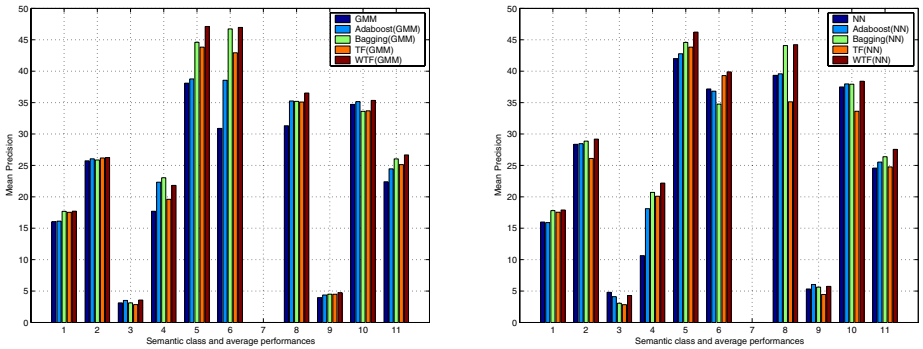 50
45
40
35
30
25
20
15
10
5
0
Mean Precision
GMM
Adaboost(GMM)
Bagging(GMM)
TF(GMM)
WTF(GMM)
1 2 3 4 5 6 7 8 9 10 11
Semantic class and average performances
50
45
40
35
30
25
20
15
10
5
0
Mean Precision
NN
Adaboost(NN)
Bagging(NN)
TF(NN)
WTF(NN)
1 2 3 4 5 6 7 8 9 10 11
Semantic class and average performances